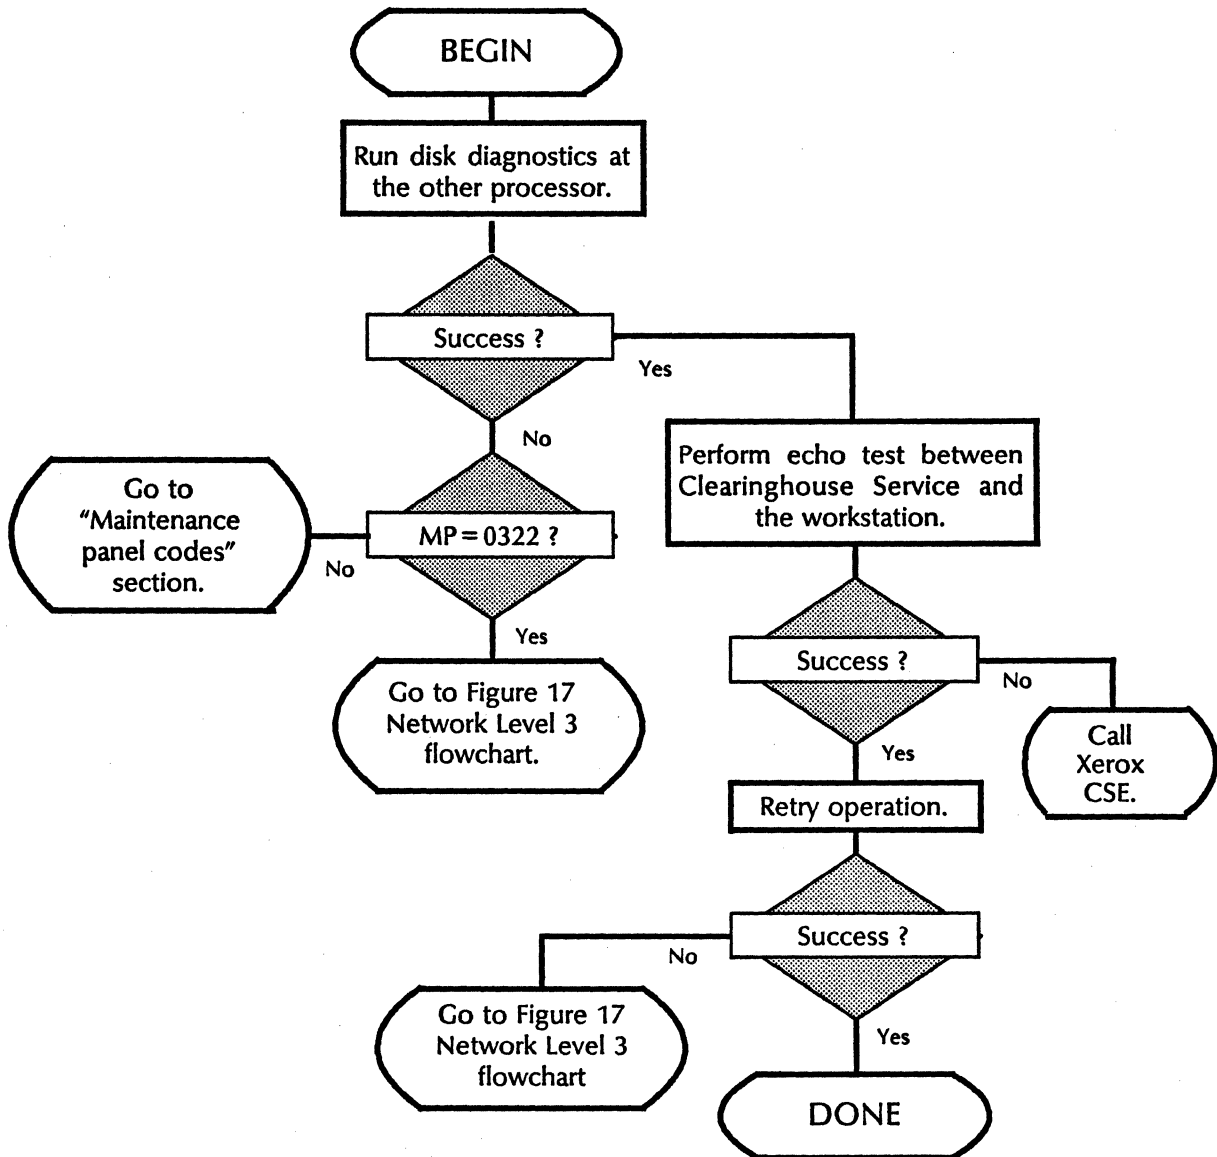 BEGIN
Run disk diagnostics at
the other processor.
Success ?
Yes
No
Perform echo test between
Clearinghouse Service and
the workstation.
Go to
"Maintenance
panel codes"
section.
No
MP = 0322 ?
Yes
Go to Figure 17
Network Level 3
flowchart.
Success ?
No
Call
Xerox
CSE.
Yes
Retry operation.
Success ?
No
Go to Figure 17
Network Level 3
flowchart
Yes
DONE